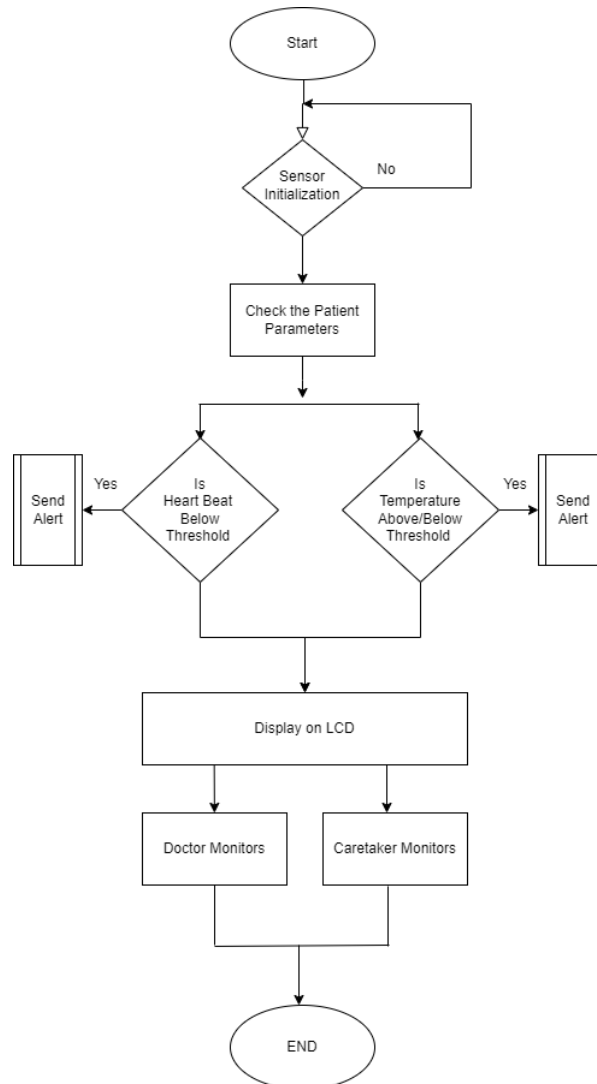 Start
Sensor
Initialization
No
Check the Patient
Parameters
Yes
Send
Alert
Is
Heart Beat
Below
Threshold
Is
Temperature
Above/Below
Threshold
Yes
Send
Alert
Display on LCD
Doctor Monitors
Caretaker Monitors
END